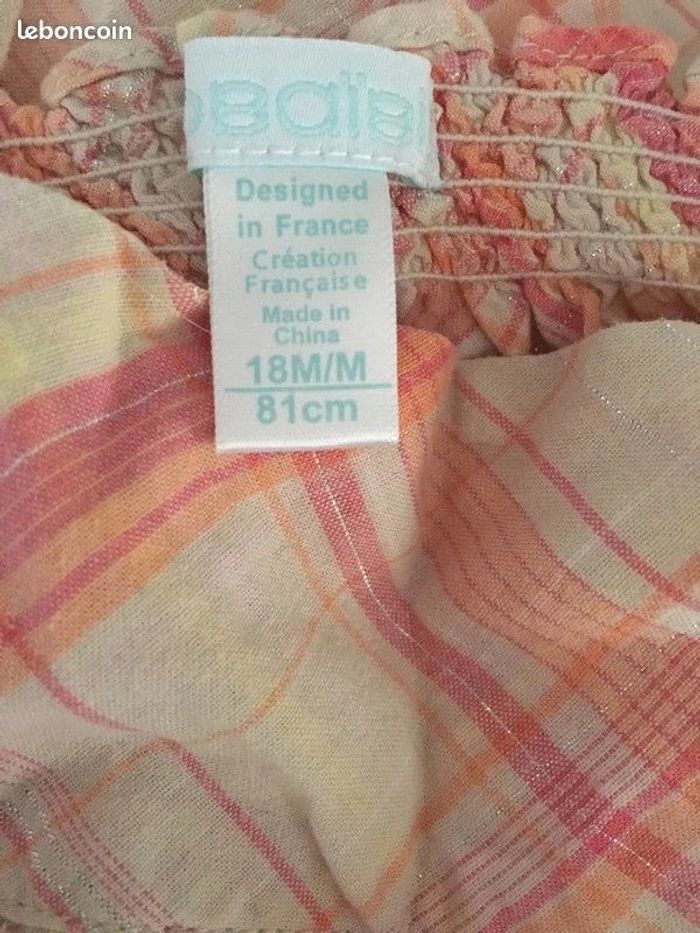 leboncoin
Designed
in France
Création
Française
Made in
China
18M/M
81cm